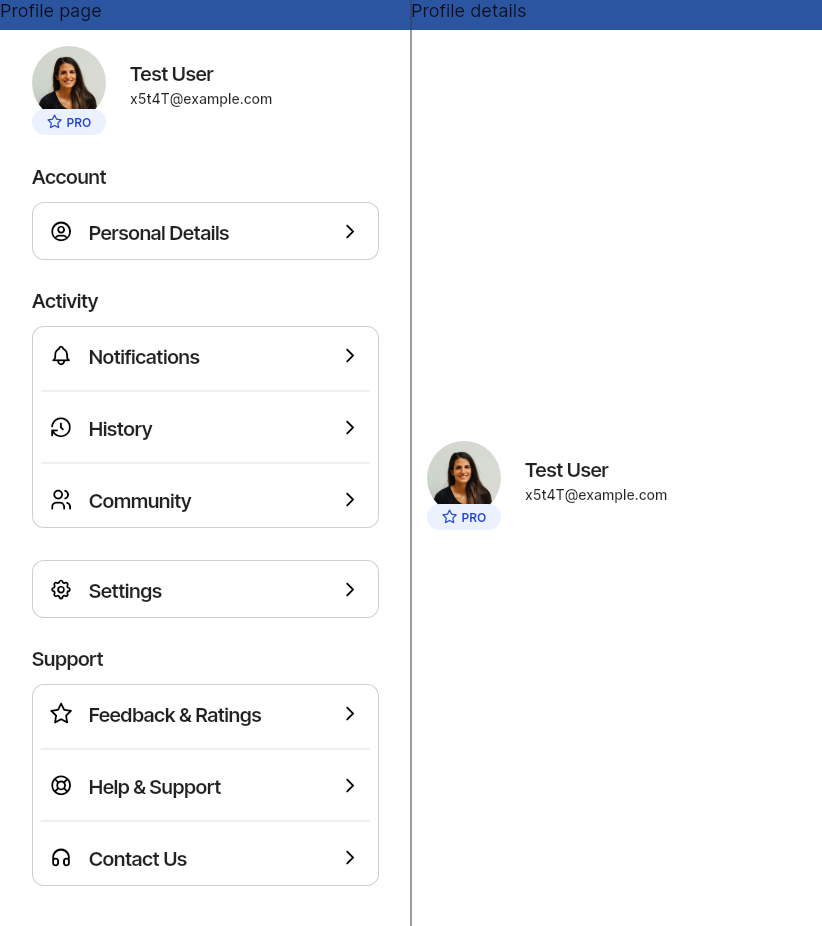 Profile page
Test User
x5t4T@example.com
PRO
Account
Personal Details
Activity
Notifications
History
Community
Settings
Support
Feedback & Ratings
Help & Support
Contact Us
Profile details
Test User
x5t4T@example.com
PRO